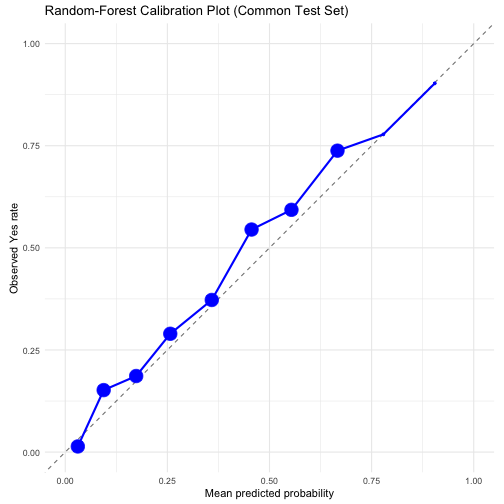 Random-Forest Calibration Plot (Common Test Set)
1.00
0.75
0.50
0.25
0.00
Observed Yes rate
0.00 0.25 0.50 0.75 1.00
Mean predicted probability